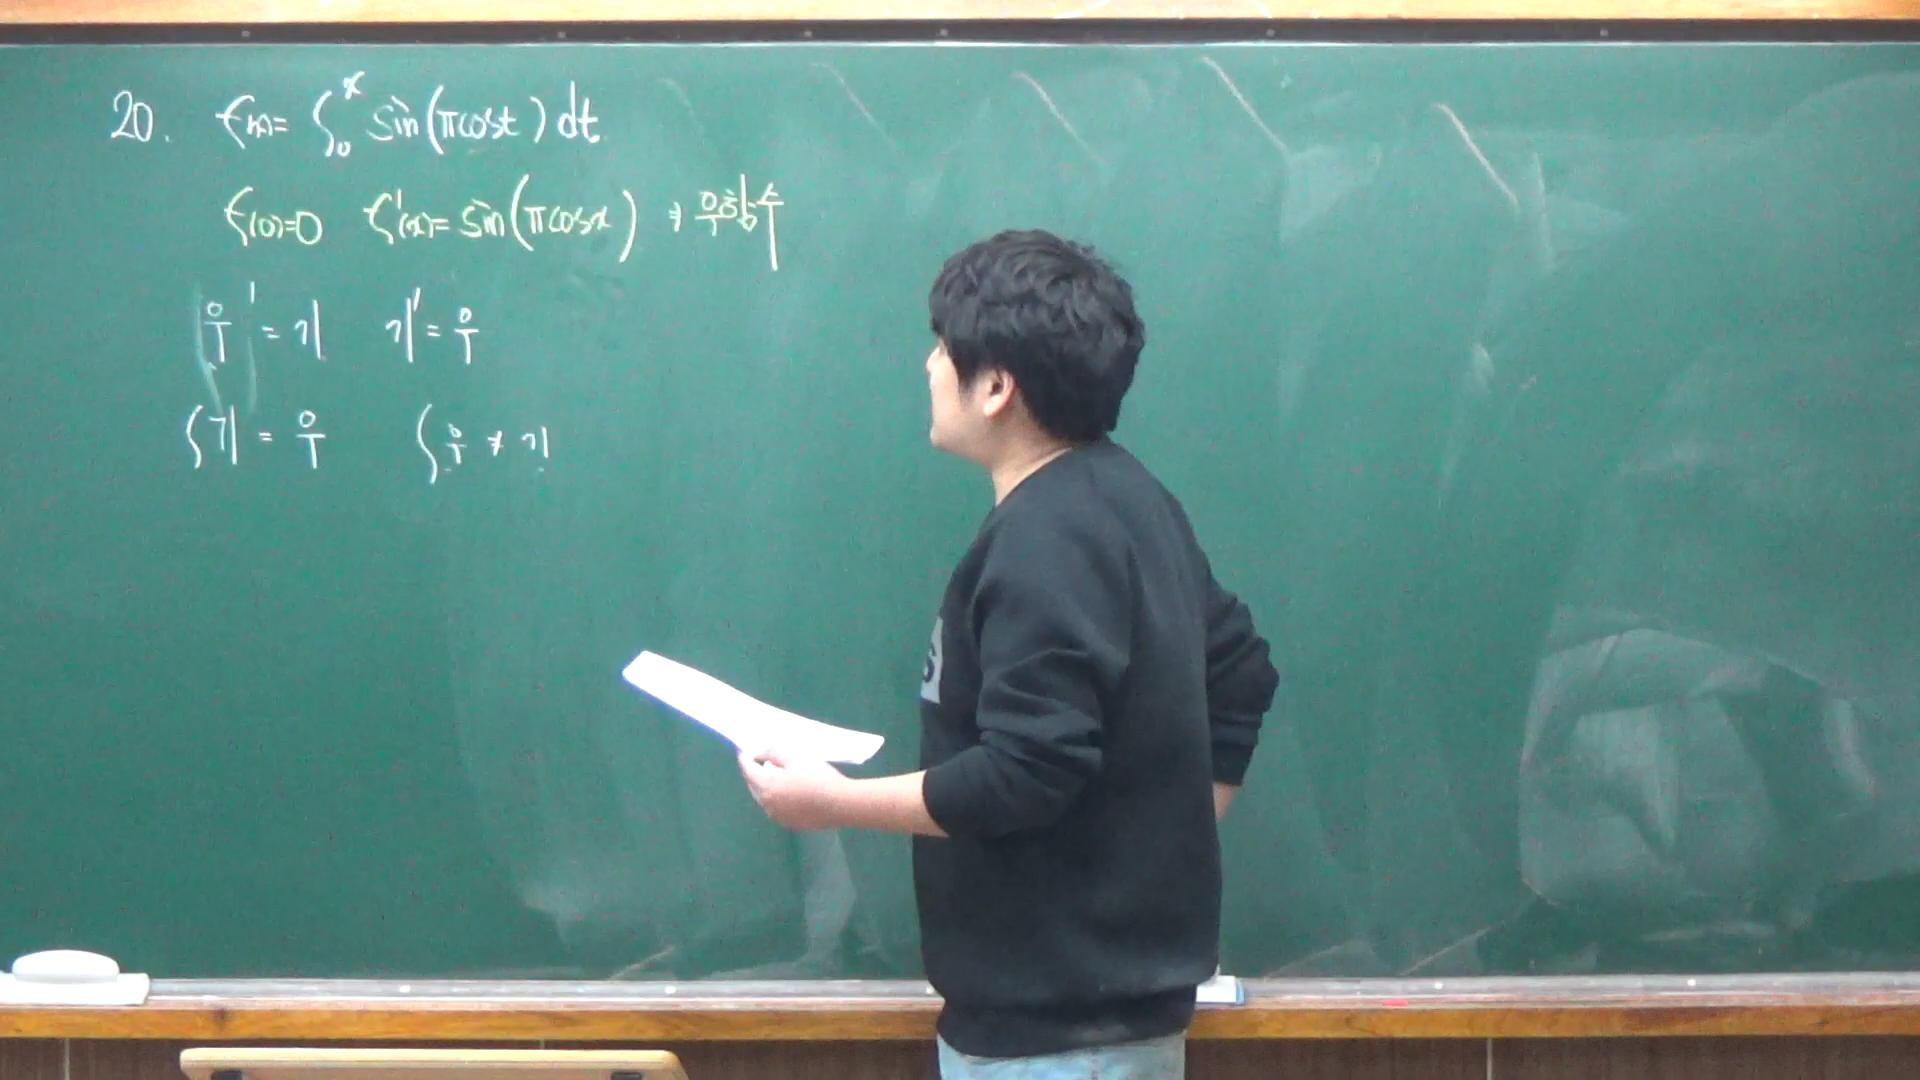 20. f(x)= ∫₀ˣ sin(πcost)dt
f(0)=0 f'(x)= sin(πcosx) ⇒ 우함수
우' = 기 기' = 우
∫기 = 우 ∫우 ≠ 기